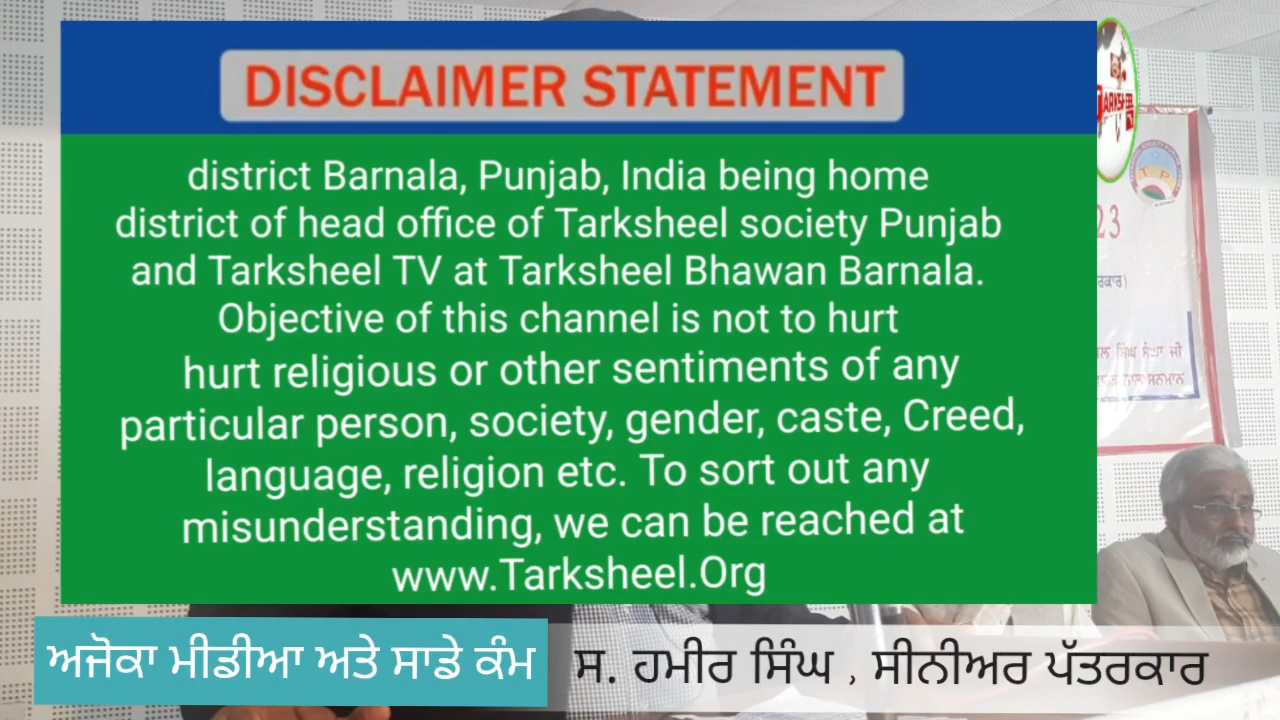 DISCLAIMER STATEMENT
district Barnala, Punjab, India being home
district of head office of Tarksheel society Punjab
and Tarksheel TV at Tarksheel Bhawan Barnala.
Objective of this channel is not to hurt
hurt religious or other sentiments of any
particular person, society, gender, caste, Creed,
language, religion etc. To sort out any
misunderstanding, we can be reached at
www.Tarksheel.Org
23
ਸਿੰਘ ਸੰਘਾ ਜੀ
ਸਨਮਾਨ
ਅਜੋਕਾ ਮੀਡੀਆ ਅਤੇ ਸਾਡੇ ਕੰਮ
ਸ. ਹਮੀਰ ਸਿੰਘ , ਸੀਨੀਅਰ ਪੱਤਰਕਾਰ